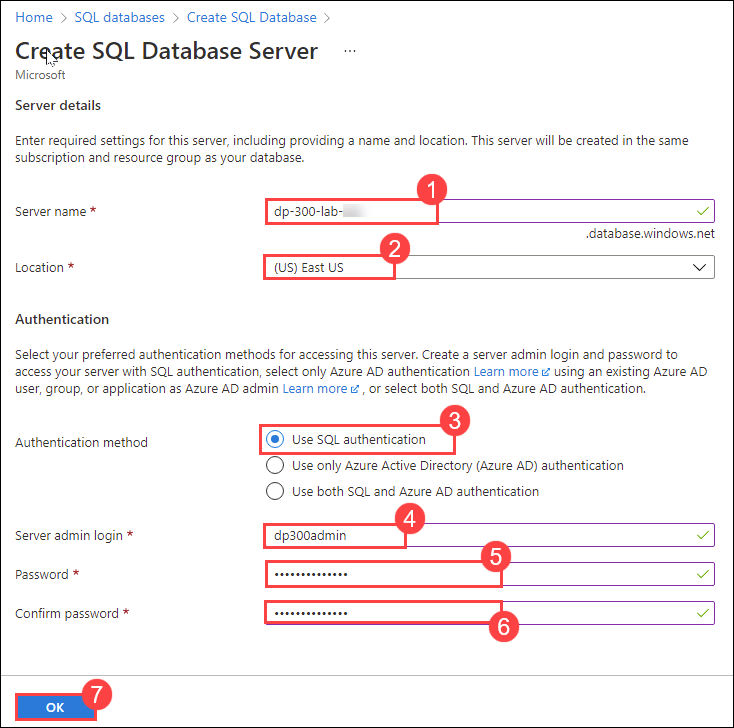 Home > SQL databases > Create SQL Database >
Create SQL Database Server ...
Microsoft
Server details
Enter required settings for this server, including providing a name and location. This server will be created in the same
subscription and resource group as your database.
1
Server name * dp-300-lab-
.database.windows.net
2
Location * (US) East US
Authentication
Select your preferred authentication methods for accessing this server. Create a server admin login and password to
access your server with SQL authentication, select only Azure AD authentication Learn more using an existing Azure AD
user, group, or application as Azure AD admin Learn more , or select both SQL and Azure AD authentication.
3
Authentication method Use SQL authentication
Use only Azure Active Directory (Azure AD) authentication
Use both SQL and Azure AD authentication
4
Server admin login * dp300admin
5
Password * ••••••••••••••
Confirm password * ••••••••••••••
6
7
OK